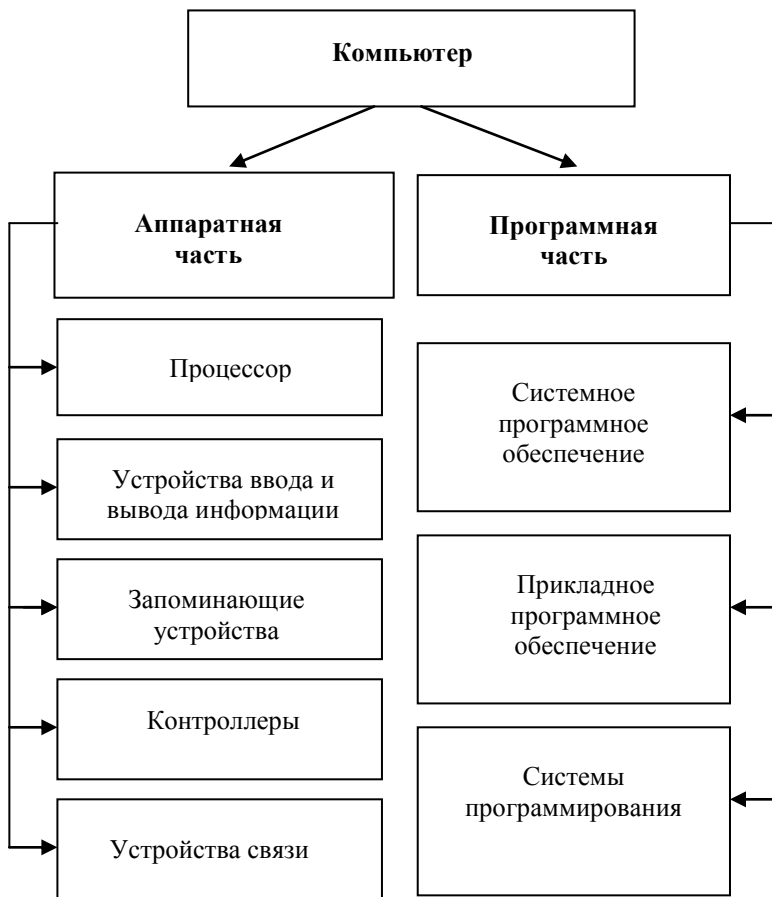 Компьютер
Аппаратная
часть
Процессор
Устройства ввода и
вывода информации
Запоминающие
устройства
Контроллеры
Устройства связи
Программная
часть
Системное
программное
обеспечение
Прикладное
программное
обеспечение
Системы
программирования